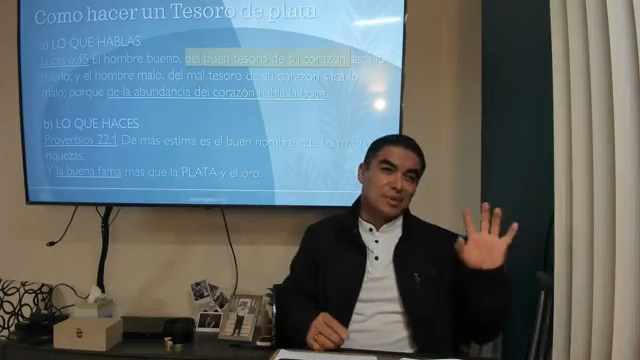 Como hacer un Tesoro de plata
a) LO QUE HABLAS
Lucas 6:45 El hombre bueno, del buen tesoro de su corazón saca lo
bueno; y el hombre malo, del mal tesoro de su corazón saca lo
malo; porque de la abundancia del corazón habla la boca.
b) LO QUE HACES
Proverbios 22:1 De más estima es el buen nombre que las muchas
riquezas,
Y la buena fama más que la PLATA y el oro.